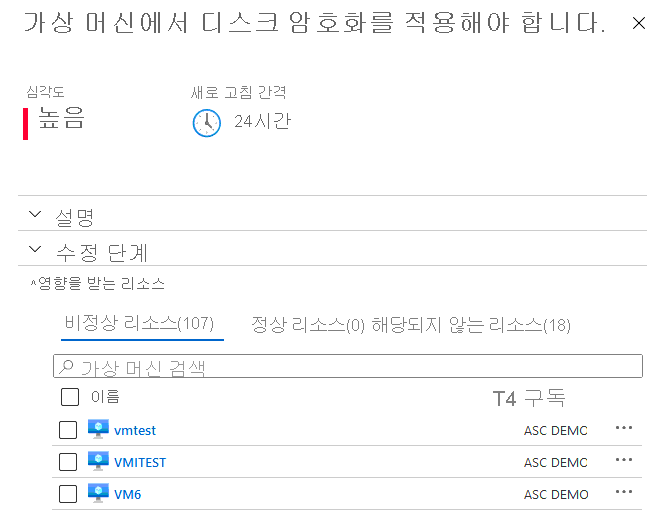 가상 머신에서 디스크 암호화를 적용해야 합니다.
심각도 새로 고침 간격
높음 24시간
설명
수정 단계
^영향을 받는 리소스
비정상 리소스(107) 정상 리소스(0) 해당되지 않는 리소스(18)
가상 머신 검색
이름 T4 구독
vmtest ASC DEMO ...
VMITEST ASC DEMO ...
VM6 ASC DEMO ...